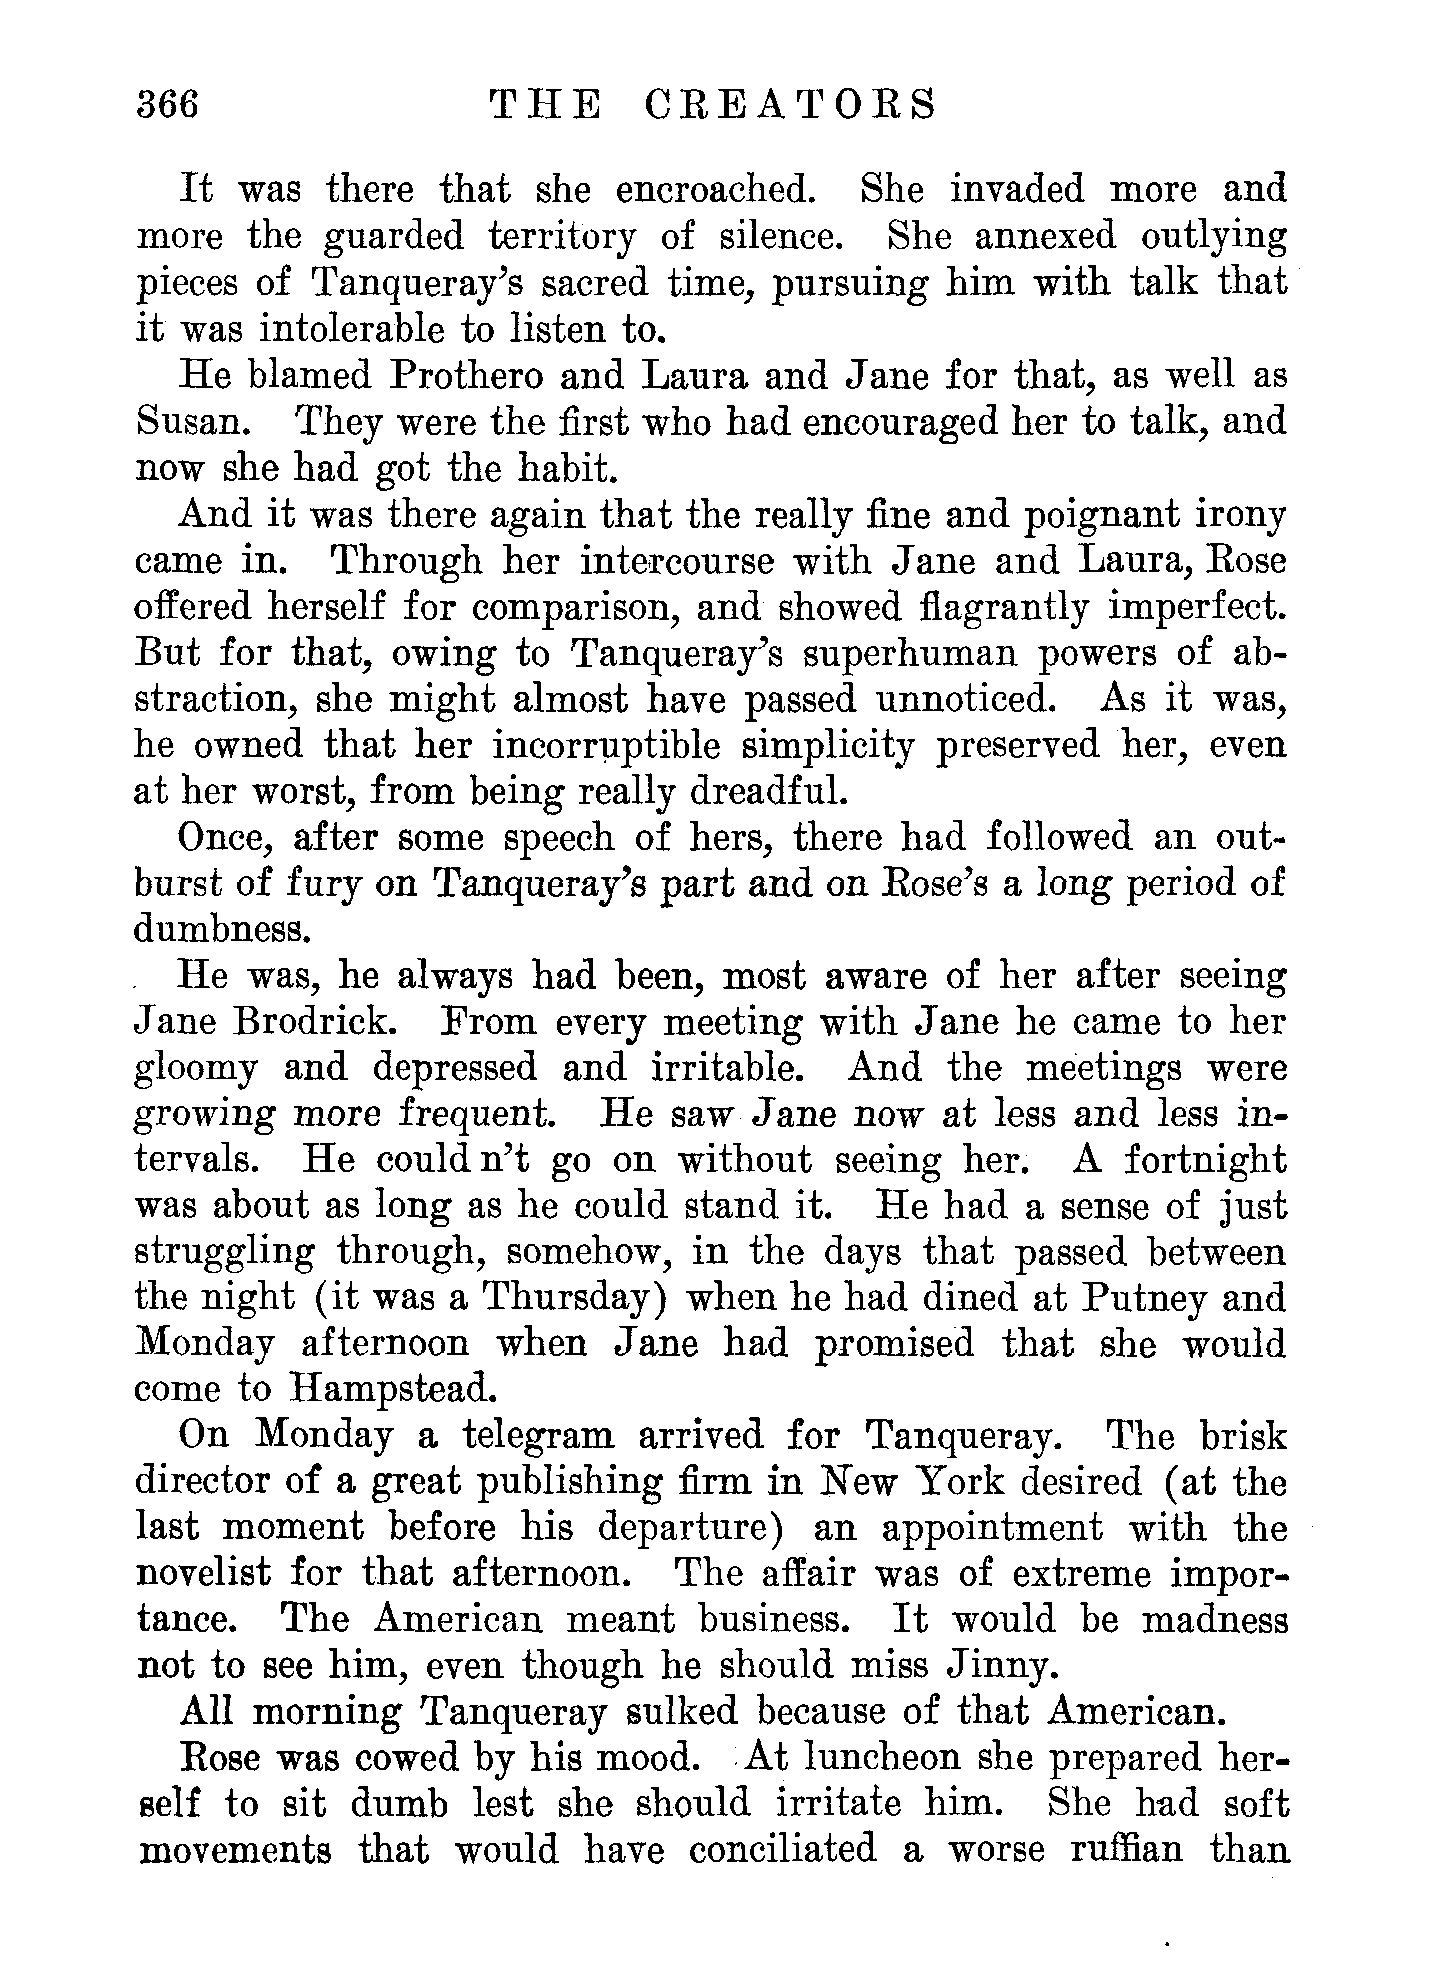 366 THE CREATORS
It was there that she encroached. She invaded more and
more the guarded territory of silence. She annexed outlying
pieces of Tanqueray's sacred time, pursuing him with talk that
it was intolerable to listen to.
He blamed Prothero and Laura and Jane for that, as well as
Susan. They were the first who had encouraged her to talk, and
now she had got the habit.
And it was there again that the really fine and poignant irony
came in. Through her intercourse with Jane and Laura, Rose
offered herself for comparison, and showed flagrantly imperfect.
But for that, owing to Tanqueray's superhuman powers of ab-
straction, she might almost have passed unnoticed. As it was,
he owned that her incorruptible simplicity preserved her, even
at her worst, from being really dreadful.
Once, after some speech of hers, there had followed an out-
burst of fury on Tanqueray's part and on Rose's a long period of
dumbness.
He was, he always had been, most aware of her after seeing
Jane Brodrick. From every meeting with Jane he came to her
gloomy and depressed and irritable. And the meetings were
growing more frequent. He saw Jane now at less and less in-
tervals. He could n't go on without seeing her. A fortnight
was about as long as he could stand it. He had a sense of just
struggling through, somehow, in the days that passed between
the night (it was a Thursday) when he had dined at Putney and
Monday afternoon when Jane had promised that she would
come to Hampstead.
On Monday a telegram arrived for Tanqueray. The brisk
director of a great publishing firm in New York desired (at the
last moment before his departure) an appointment with the
novelist for that afternoon. The affair was of extreme impor-
tance. The American meant business. It would be madness
not to see him, even though he should miss Jinny.
All morning Tanqueray sulked because of that American.
Rose was cowed by his mood. At luncheon she prepared her-
self to sit dumb lest she should irritate him. She had soft
movements that would have conciliated a worse ruffian than